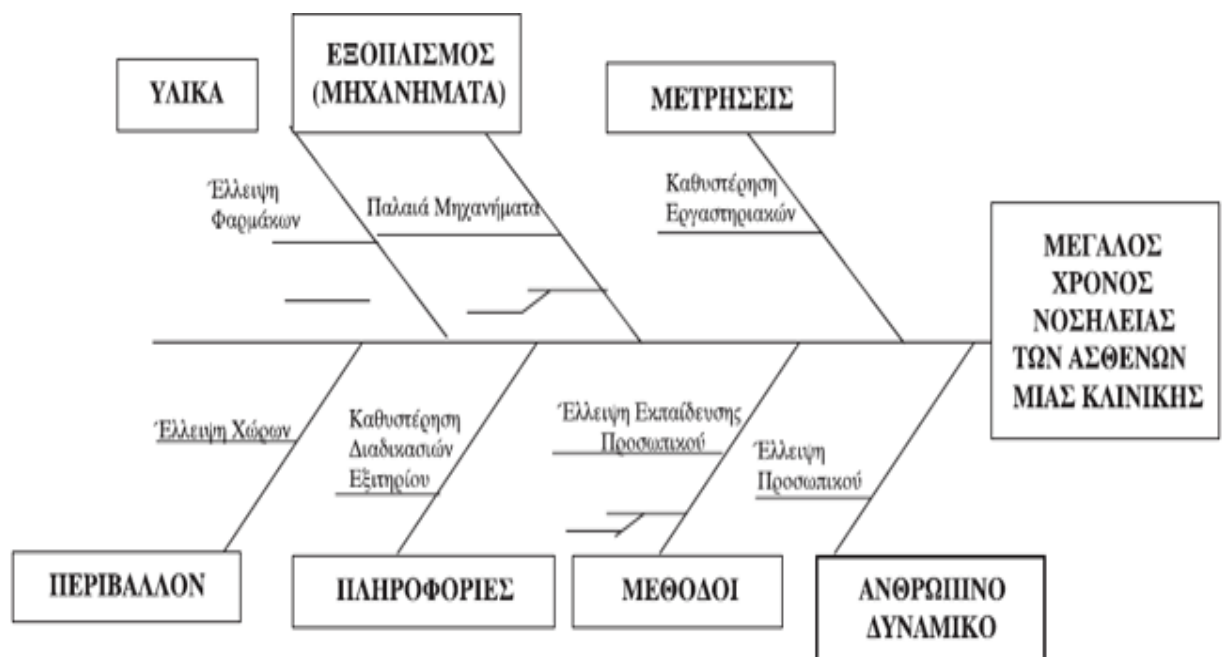 ΥΛΙΚΑ
ΕΞΟΠΛΙΣΜΟΣ
(ΜΗΧΑΝΗΜΑΤΑ)
ΜΕΤΡΗΣΕΙΣ
Έλλειψη
Φαρμάκων
Παλαιά Μηχανήματα
Καθυστέρηση
Εργαστηριακών
ΜΕΓΑΛΟΣ
ΧΡΟΝΟΣ
ΝΟΣΗΛΕΙΑΣ
ΤΩΝ ΑΣΘΕΝΩΝ
ΜΙΑΣ ΚΛΙΝΙΚΗΣ
Έλλειψη Χώρων
Καθυστέρηση
Διαδικασιών
Εξιτηρίου
Έλλειψη Εκπαίδευσης
Προσωπικού
Έλλειψη
Προσωπικού
ΠΕΡΙΒΑΛΛΟΝ
ΠΛΗΡΟΦΟΡΙΕΣ
ΜΕΘΟΔΟΙ
ΑΝΘΡΩΠΙΝΟ
ΔΥΝΑΜΙΚΟ